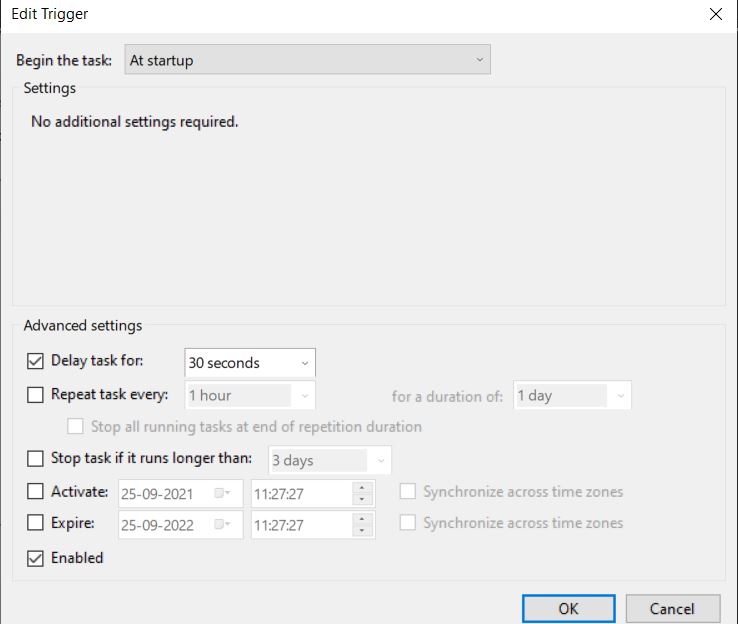 Edit Trigger
Begin the task: At startup
Settings
No additional settings required.
Advanced settings
Delay task for: 30 seconds
Repeat task every: 1 hour for a duration of: 1 day
Stop all running tasks at end of repetition duration
Stop task if it runs longer than: 3 days
Activate: 25-09-2021 11:27:27 Synchronize across time zones
Expire: 25-09-2022 11:27:27 Synchronize across time zones
Enabled
OK Cancel